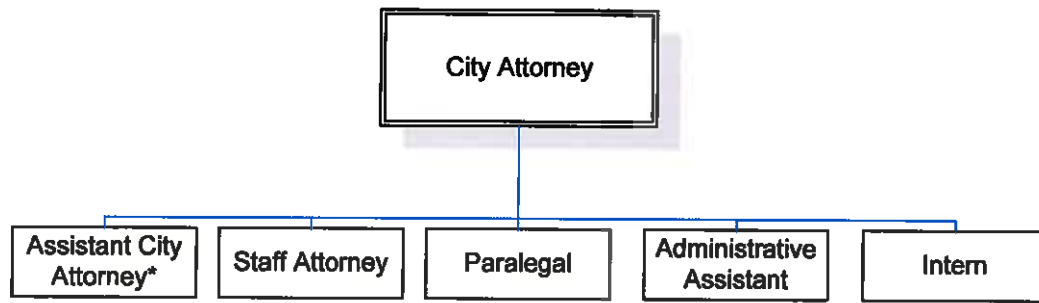 City Attorney
Assistant City
Attorney*
Staff Attorney
Paralegal
Administrative
Assistant
Intern